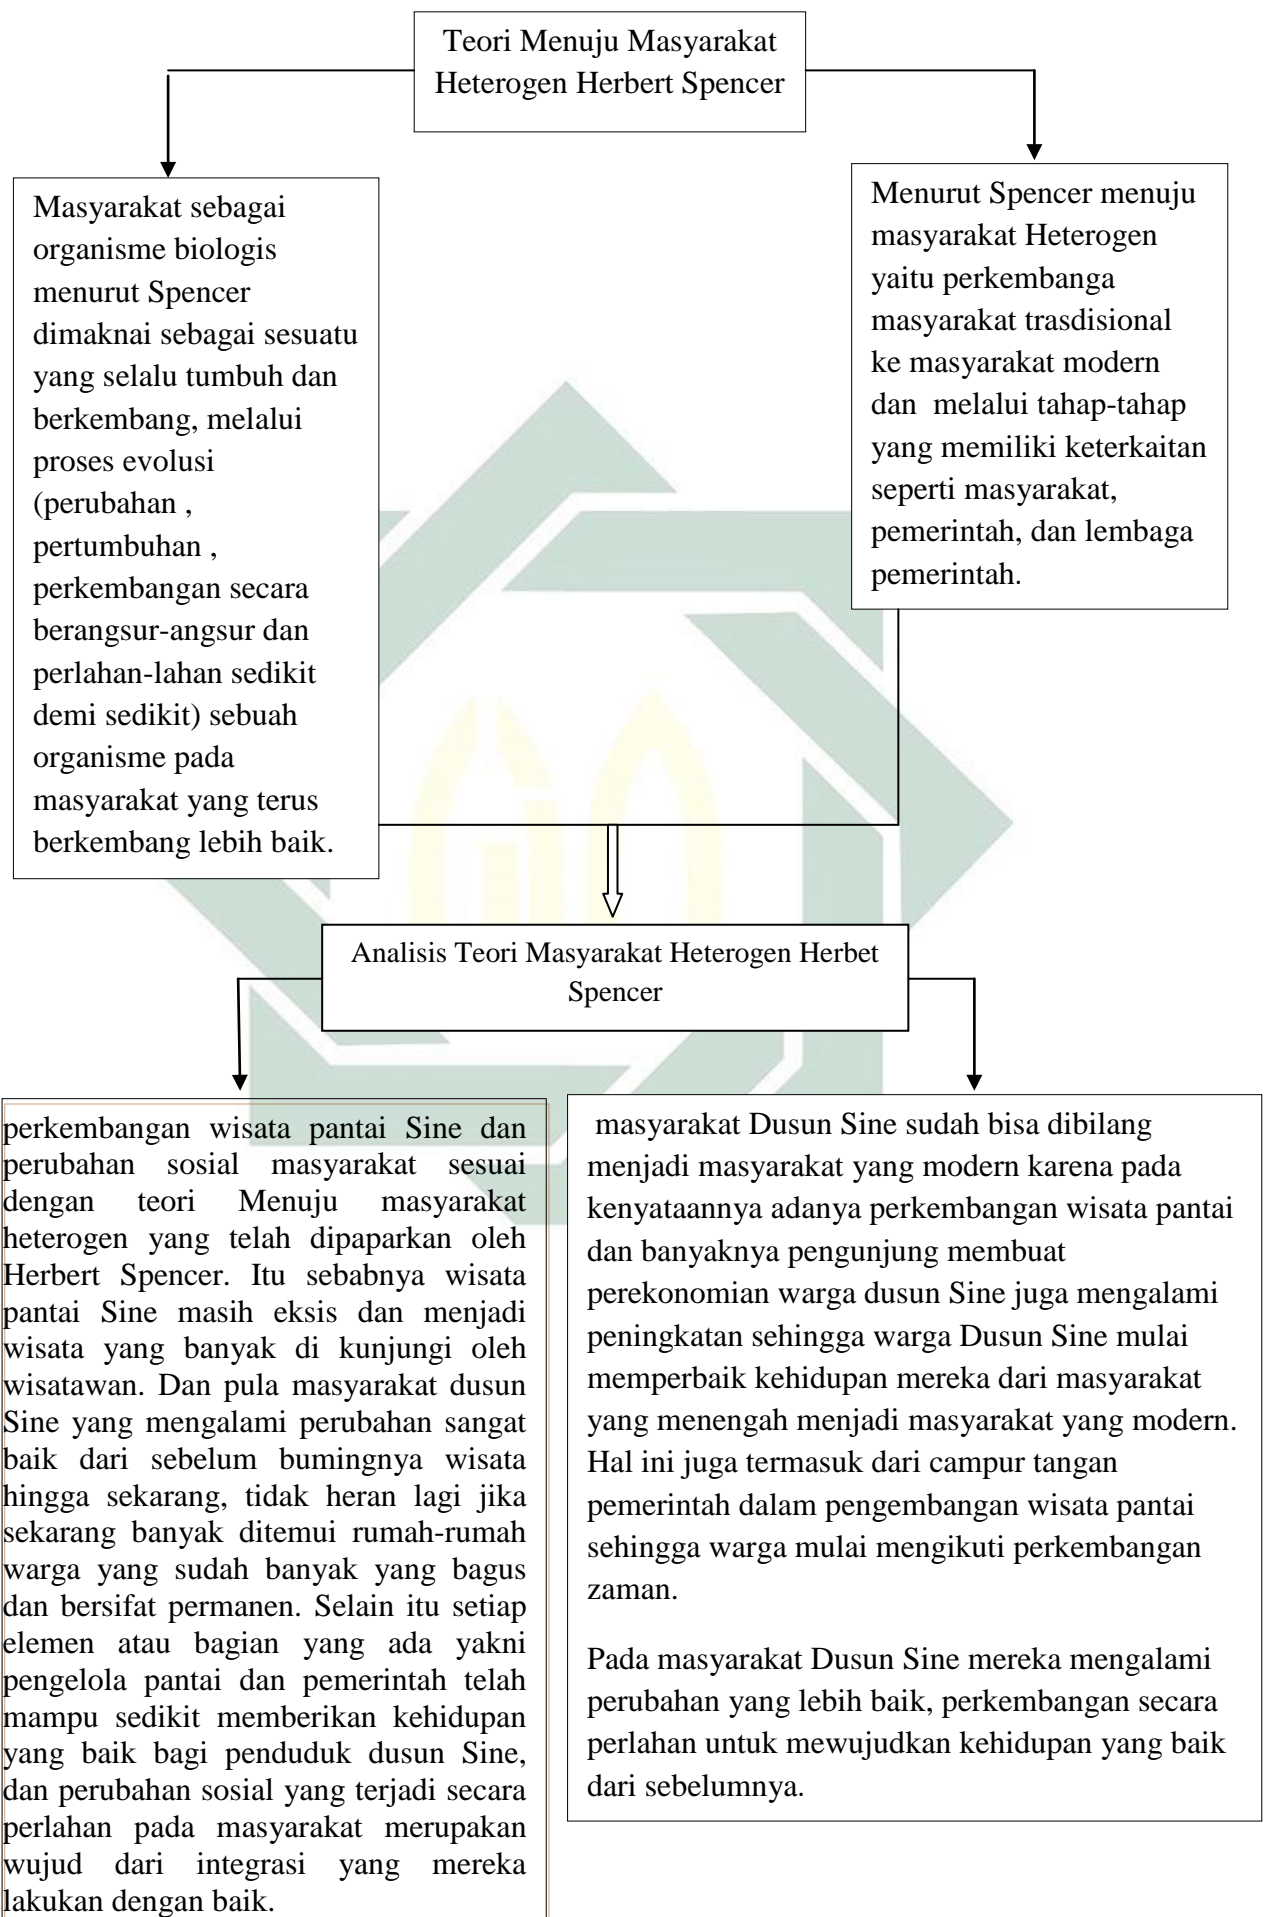 Teori Menuju Masyarakat
Heterogen Herbert Spencer
Masyarakat sebagai
organisme biologis
menurut Spencer
dimaknai sebagai sesuatu
yang selalu tumbuh dan
berkembang, melalui
proses evolusi
(perubahan ,
pertumbuhan ,
perkembangan secara
berangsur-angsur dan
perlahan-lahan sedikit
demi sedikit) sebuah
organisme pada
masyarakat yang terus
berkembang lebih baik.
Menurut Spencer menuju
masyarakat Heterogen
yaitu perkembanga
masyarakat trasdisional
ke masyarakat modern
dan melalui tahap-tahap
yang memiliki keterkaitan
seperti masyarakat,
pemerintah, dan lembaga
pemerintah.
Analisis Teori Masyarakat Heterogen Herbet
Spencer
perkembangan wisata pantai Sine dan
perubahan sosial masyarakat sesuai
dengan teori Menuju masyarakat
heterogen yang telah dipaparkan oleh
Herbert Spencer. Itu sebabnya wisata
pantai Sine masih eksis dan menjadi
wisata yang banyak di kunjungi oleh
wisatawan. Dan pula masyarakat dusun
Sine yang mengalami perubahan sangat
baik dari sebelum bumingnya wisata
hingga sekarang, tidak heran lagi jika
sekarang banyak ditemui rumah-rumah
warga yang sudah banyak yang bagus
dan bersifat permanen. Selain itu setiap
elemen atau bagian yang ada yakni
pengelola pantai dan pemerintah telah
mampu sedikit memberikan kehidupan
yang baik bagi penduduk dusun Sine,
dan perubahan sosial yang terjadi secara
perlahan pada masyarakat merupakan
wujud dari integrasi yang mereka
lakukan dengan baik.
masyarakat Dusun Sine sudah bisa dibilang
menjadi masyarakat yang modern karena pada
kenyataannya adanya perkembangan wisata pantai
dan banyaknya pengunjung membuat
perekonomian warga dusun Sine juga mengalami
peningkatan sehingga warga Dusun Sine mulai
memperbaik kehidupan mereka dari masyarakat
yang menengah menjadi masyarakat yang modern.
Hal ini juga termasuk dari campur tangan
pemerintah dalam pengembangan wisata pantai
sehingga warga mulai mengikuti perkembangan
zaman.
Pada masyarakat Dusun Sine mereka mengalami
perubahan yang lebih baik, perkembangan secara
perlahan untuk mewujudkan kehidupan yang baik
dari sebelumnya.